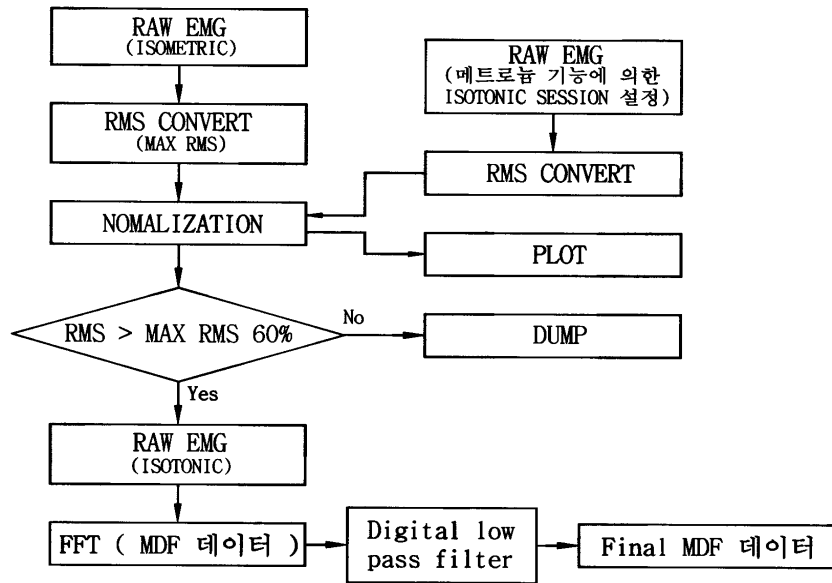 RAW EMG
(ISOMETRIC)
RAW EMG
(메트로늄 기능에 의한
ISOTONIC SESSION 설정)
RMS CONVERT
(MAX RMS)
RMS CONVERT
NOMALIZATION
PLOT
RMS > MAX RMS 60%
No
DUMP
Yes
RAW EMG
(ISOTONIC)
FFT ( MDF 데이터 )
Digital low
pass filter
Final MDF 데이터